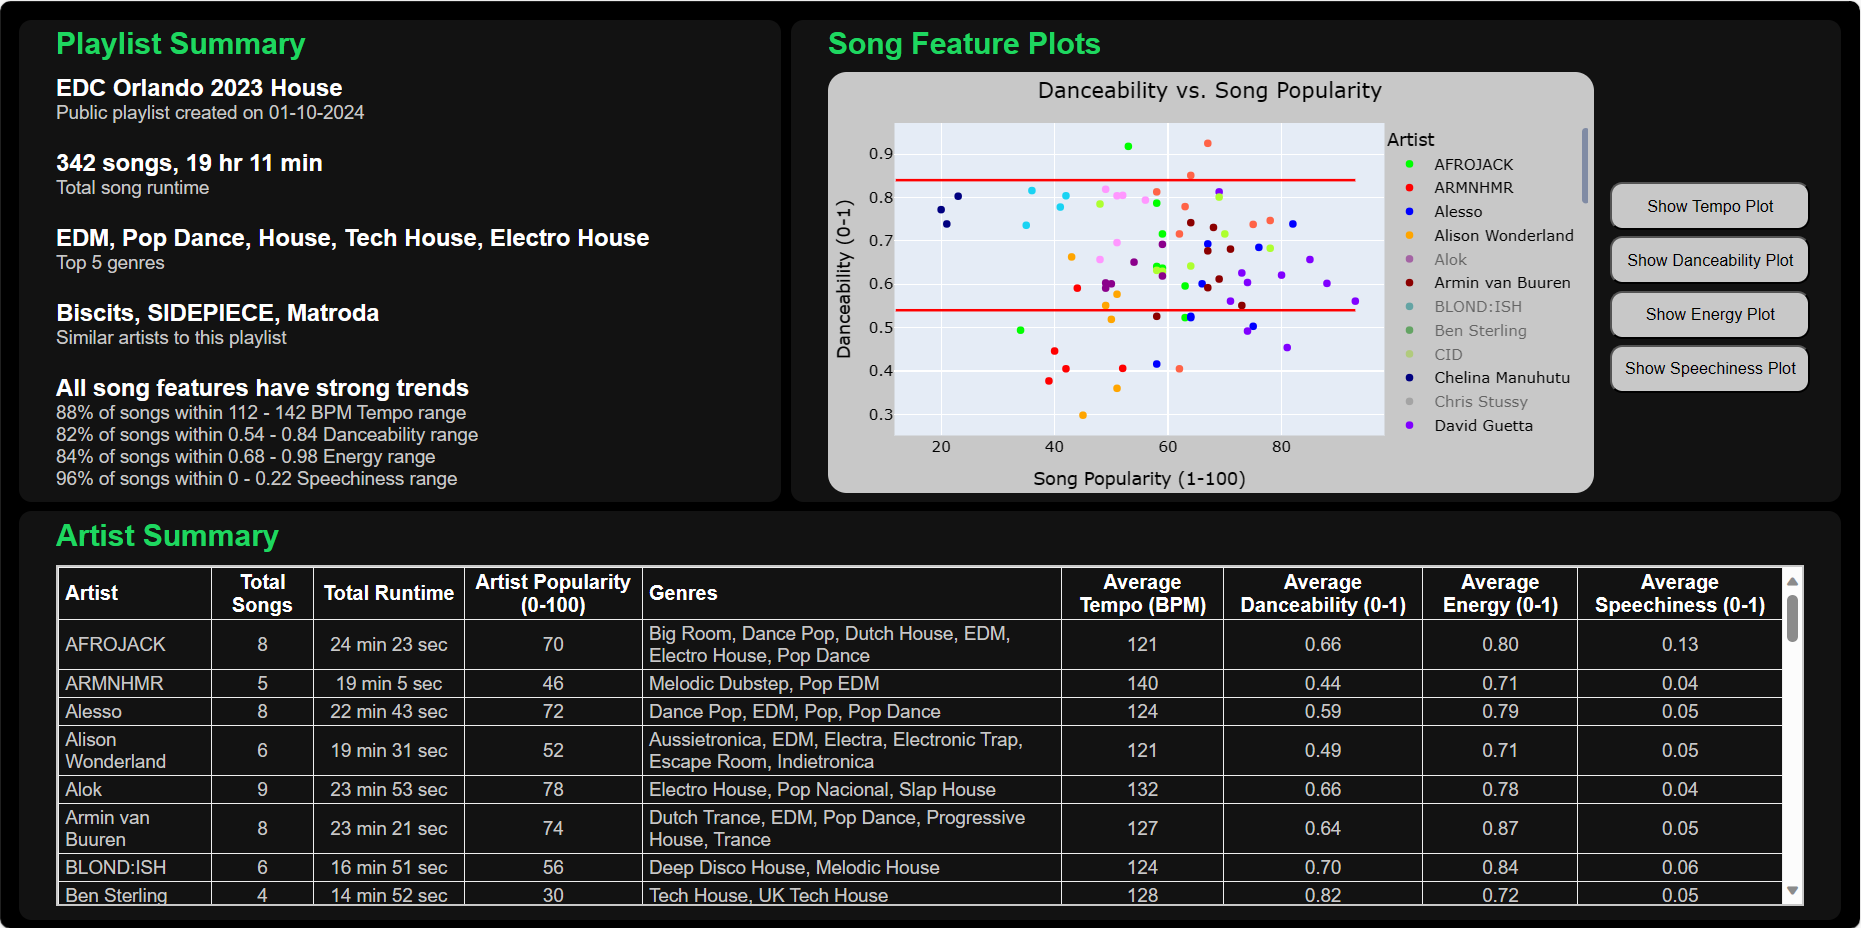 Playlist Summary
EDC Orlando 2023 House
Public playlist created on 01-10-2024
342 songs, 19 hr 11 min
Total song runtime
EDM, Pop Dance, House, Tech House, Electro House
Top 5 genres
Biscits, SIDEPIECE, Matroda
Similar artists to this playlist
All song features have strong trends
88% of songs within 112 - 142 BPM Tempo range
82% of songs within 0.54 - 0.84 Danceability range
84% of songs within 0.68 - 0.98 Energy range
96% of songs within 0 - 0.22 Speechiness range
Song Feature Plots
Danceability vs. Song Popularity
Danceability (0-1)
0.9
0.8
0.7
0.6
0.5
0.4
0.3
20 40 60 80
Song Popularity (1-100)
Artist
AFROJACK
ARMNHMR
Alesso
Alison Wonderland
Alok
Armin van Buuren
BLOND:ISH
Ben Sterling
CID
Chelina Manuhutu
Chris Stussy
David Guetta
Show Tempo Plot
Show Danceability Plot
Show Energy Plot
Show Speechiness Plot
Artist Summary
Artist Total Songs Total Runtime Artist Popularity (0-100) Genres Average Tempo (BPM) Average Danceability (0-1) Average Energy (0-1) Average Speechiness (0-1)
AFROJACK 8 24 min 23 sec 70 Big Room, Dance Pop, Dutch House, EDM, Electro House, Pop Dance 121 0.66 0.80 0.13
ARMNHMR 5 19 min 5 sec 46 Melodic Dubstep, Pop EDM 140 0.44 0.71 0.04
Alesso 8 22 min 43 sec 72 Dance Pop, EDM, Pop, Pop Dance 124 0.59 0.79 0.05
Alison Wonderland 6 19 min 31 sec 52 Aussietronica, EDM, Electra, Electronic Trap, Escape Room, Indietronica 121 0.49 0.71 0.05
Alok 9 23 min 53 sec 78 Electro House, Pop Nacional, Slap House 132 0.66 0.78 0.04
Armin van Buuren 8 23 min 21 sec 74 Dutch Trance, EDM, Pop Dance, Progressive House, Trance 127 0.64 0.87 0.05
BLOND:ISH 6 16 min 51 sec 56 Deep Disco House, Melodic House 124 0.70 0.84 0.06
Ben Sterling 4 14 min 52 sec 30 Tech House, UK Tech House 128 0.82 0.72 0.05